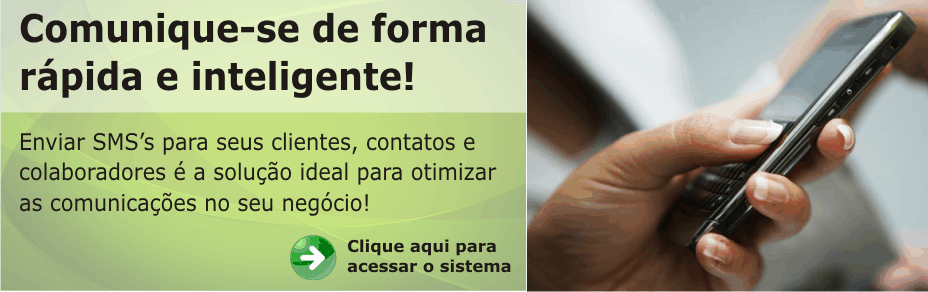 Comunique-se de forma
rápida e inteligente!
Enviar SMS’s para seus clientes, contatos e
colaboradores é a solução ideal para otimizar
as comunicações no seu negócio!
Clique aqui para
acessar o sistema